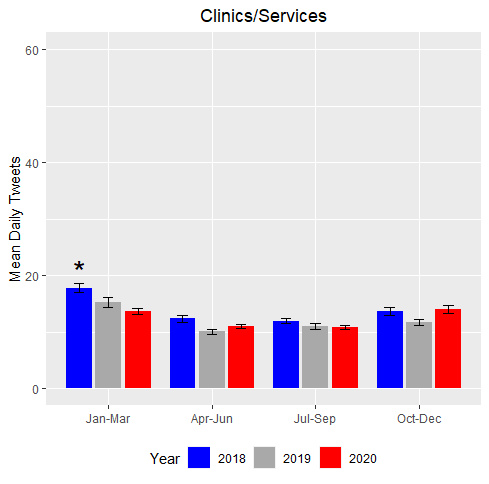 Clinics/Services
Mean Daily Tweets
60
40
20
0
*
Jan-Mar Apr-Jun Jul-Sep Oct-Dec
Year 2018 2019 2020